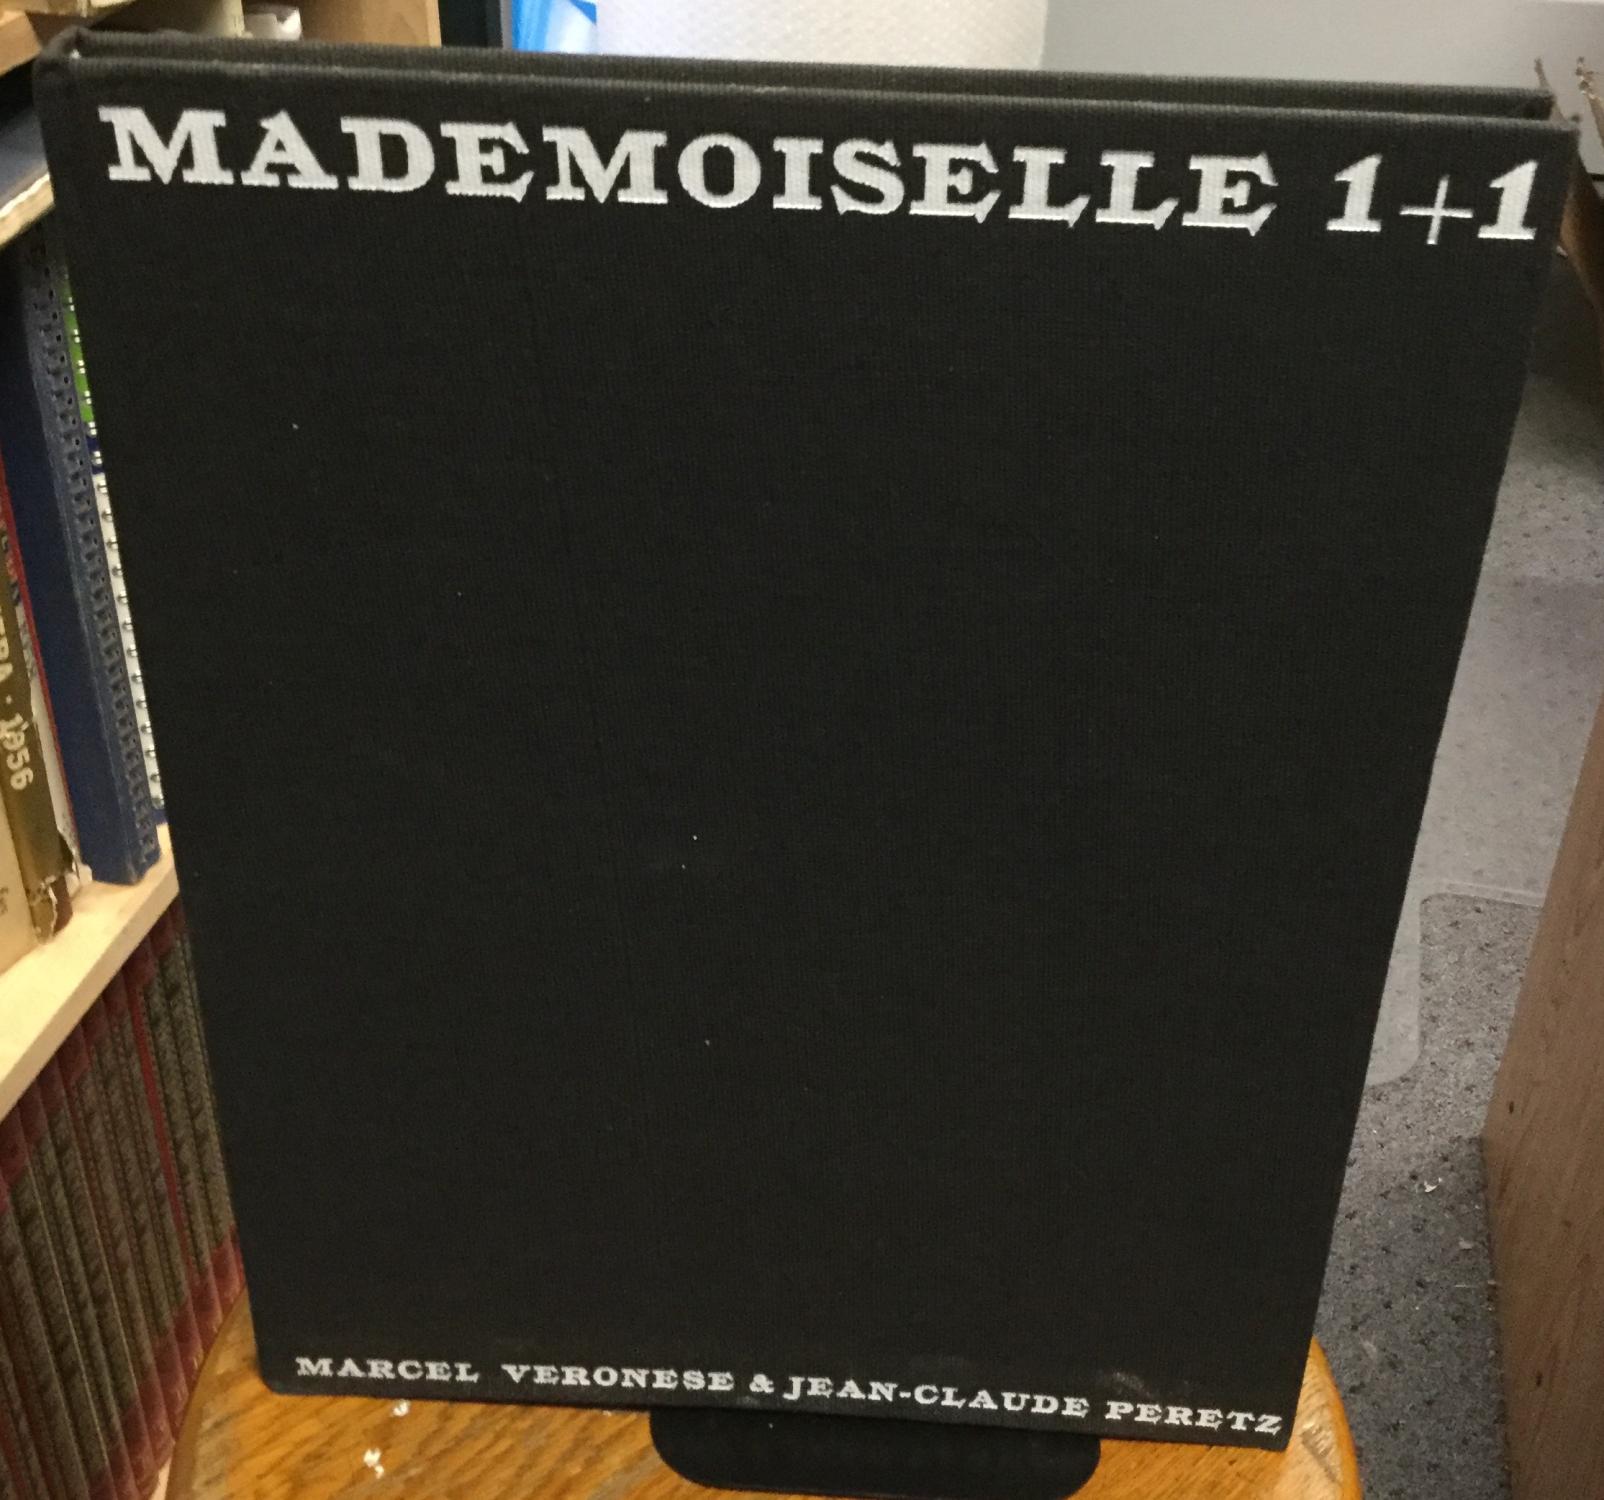 MADEMOISELLE 1+1
MARCEL VERONESE & JEAN-CLAUDE PERETZ
1956